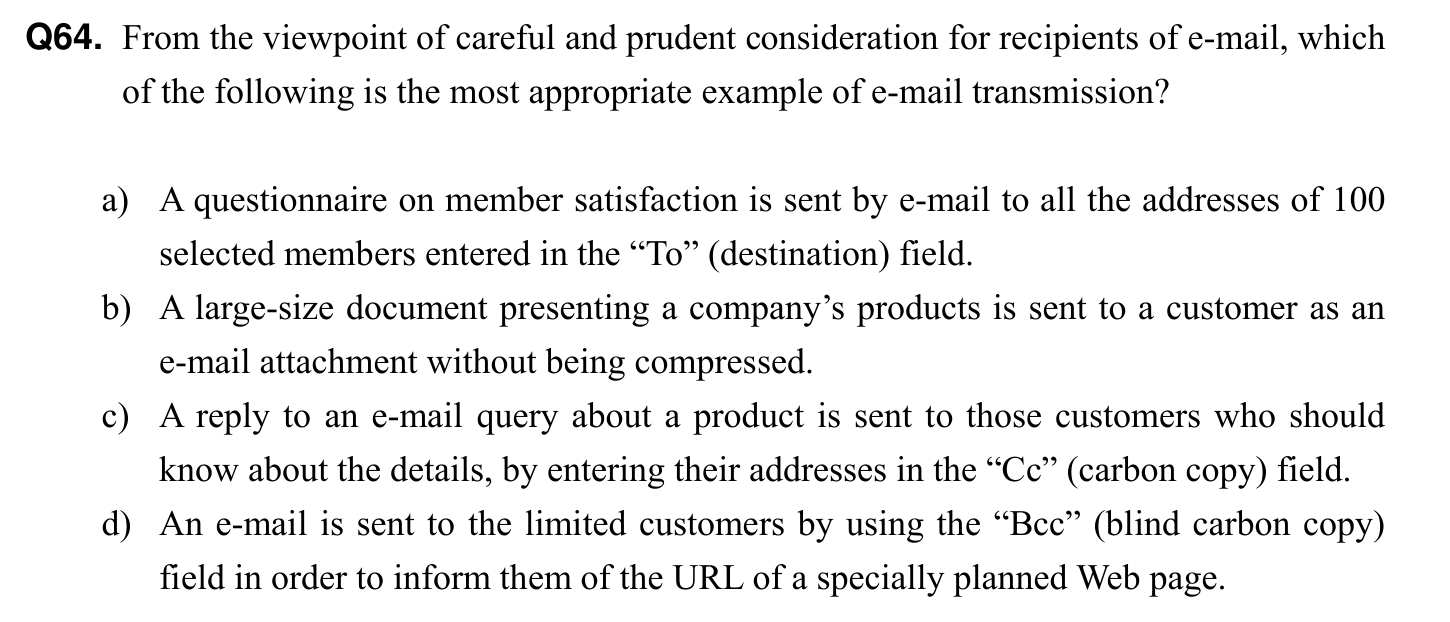 Q64. From the viewpoint of careful and prudent consideration for recipients of e-mail, which
of the following is the most appropriate example of e-mail transmission?
a) A questionnaire on member satisfaction is sent by e-mail to all the addresses of 100
selected members entered in the “To” (destination) field.
b) A large-size document presenting a company’s products is sent to a customer as an
e-mail attachment without being compressed.
c) A reply to an e-mail query about a product is sent to those customers who should
know about the details, by entering their addresses in the “Cc” (carbon copy) field.
d) An e-mail is sent to the limited customers by using the “Bcc” (blind carbon copy)
field in order to inform them of the URL of a specially planned Web page.